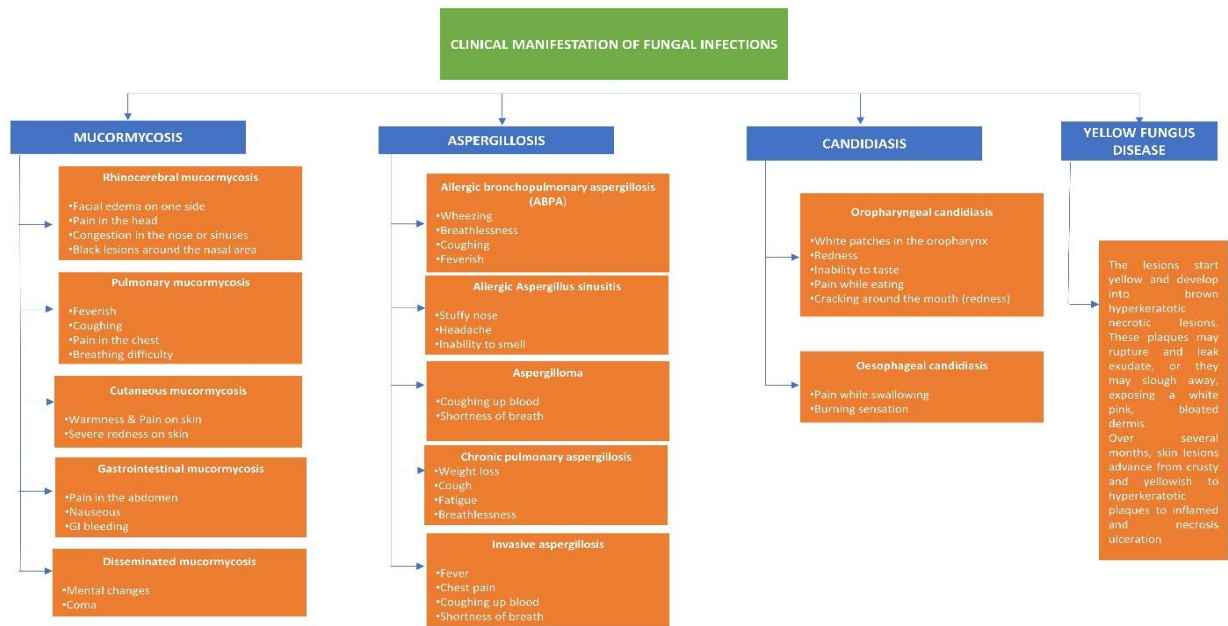 CLINICAL MANIFESTATION OF FUNGAL INFECTIONS
MUCORMYCOSIS
Rhinocerebral mucormycosis
•Facial edema on one side
•Pain in the head
•Congestion in the nose or sinuses
•Black lesions around the nasal area
Pulmonary mucormycosis
•Feverish
•Coughing
•Pain in the chest
•Breathing difficulty
Cutaneous mucormycosis
•Warmness & Pain on skin
•Severe redness on skin
Gastrointestinal mucormycosis
•Pain in the abdomen
•Nauseous
•GI bleeding
Disseminated mucormycosis
•Mental changes
•Coma
ASPERGILLOSIS
Allergic bronchopulmonary aspergillosis
(ABPA)
•Wheezing
•Breathlessness
•Coughing
•Feverish
Allergic Aspergillus sinusitis
•Stuffy nose
•Headache
•Inability to smell
Aspergilloma
•Coughing up blood
•Shortness of breath
Chronic pulmonary aspergillosis
•Weight loss
•Cough
•Fatigue
•Breathlessness
Invasive aspergillosis
•Fever
•Chest pain
•Coughing up blood
•Shortness of breath
CANDIDIASIS
Oropharyngeal candidiasis
•White patches in the oropharynx
•Redness
•Inability to taste
•Pain while eating
•Cracking around the mouth (redness)
Oesophageal candidiasis
•Pain while swallowing
•Burning sensation
YELLOW FUNGUS
DISEASE
The lesions start
yellow and develop
into brown
hyperkeratotic
necrotic lesions.
These plaques may
rupture and leak
exudate, or they
may slough away,
exposing a white
pink, bloated
dermis.
Over several
months, skin lesions
advance from crusty
and yellowish to
hyperkeratotic
plaques to inflamed
and necrosis
ulceration